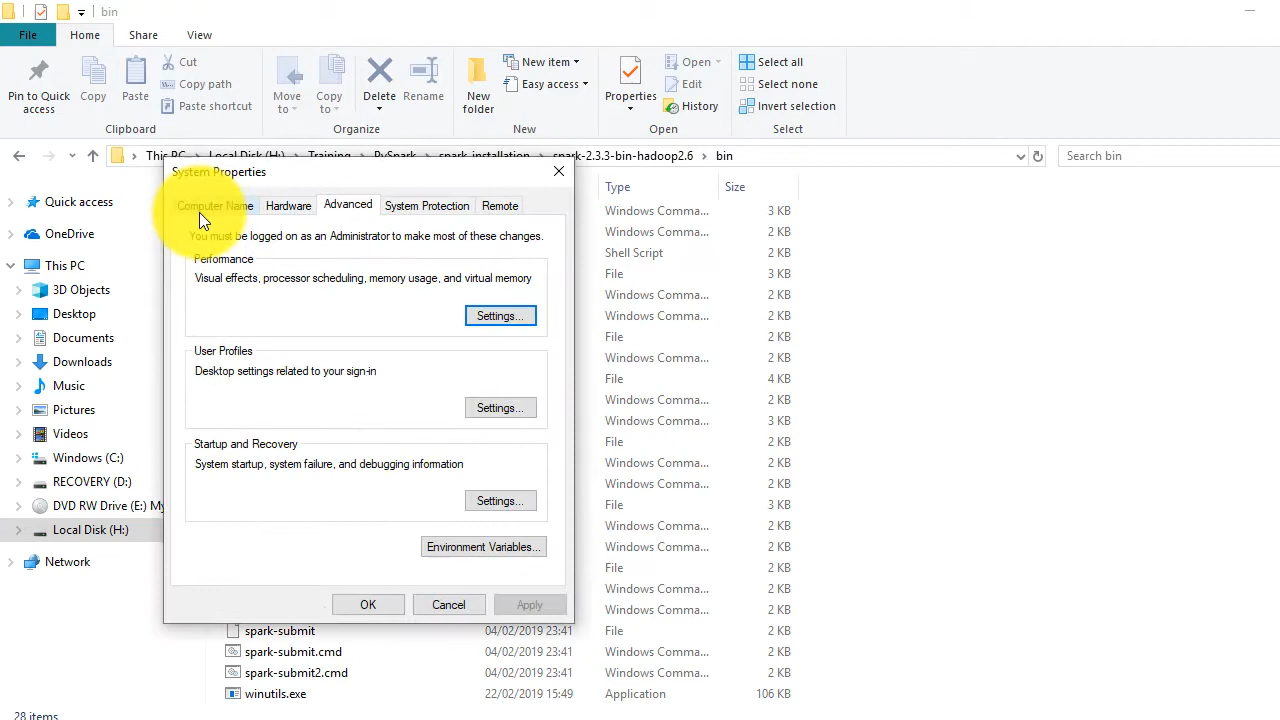 bin
File Home Share View
Pin to Quick access
Copy
Paste
Cut
Copy path
Paste shortcut
Clipboard
Move to
Copy to
Delete
Rename
Organize
New folder
New item
Easy access
New
Properties
Open
Edit
History
Open
Select all
Select none
Invert selection
Select
This PC Local Disk (H:) Training PySpark spark_installation spark-2.3.3-bin-hadoop2.6 bin
Search bin
Quick access
OneDrive
This PC
3D Objects
Desktop
Documents
Downloads
Music
Pictures
Videos
Windows (C:)
RECOVERY (D:)
DVD RW Drive (E:) My
Local Disk (H:)
Network
System Properties
Computer Name Hardware Advanced System Protection Remote
You must be logged on as an Administrator to make most of these changes.
Performance
Visual effects, processor scheduling, memory usage, and virtual memory
Settings...
User Profiles
Desktop settings related to your sign-in
Settings...
Startup and Recovery
System startup, system failure, and debugging information
Settings...
Environment Variables...
OK Cancel Apply
Type Size
Windows Comma... 3 KB
Windows Comma... 2 KB
Shell Script 3 KB
File 3 KB
Windows Comma... 2 KB
Windows Comma... 2 KB
File 2 KB
Windows Comma... 2 KB
File 4 KB
Windows Comma... 2 KB
Windows Comma... 3 KB
File 2 KB
Windows Comma... 2 KB
Windows Comma... 2 KB
File 3 KB
Windows Comma... 2 KB
Windows Comma... 2 KB
File 2 KB
Windows Comma... 2 KB
Windows Comma... 2 KB
spark-submit 04/02/2019 23:41 File 2 KB
spark-submit.cmd 04/02/2019 23:41 Windows Comma... 2 KB
spark-submit2.cmd 04/02/2019 23:41 Windows Comma... 2 KB
winutils.exe 22/02/2019 15:49 Application 106 KB
28 items